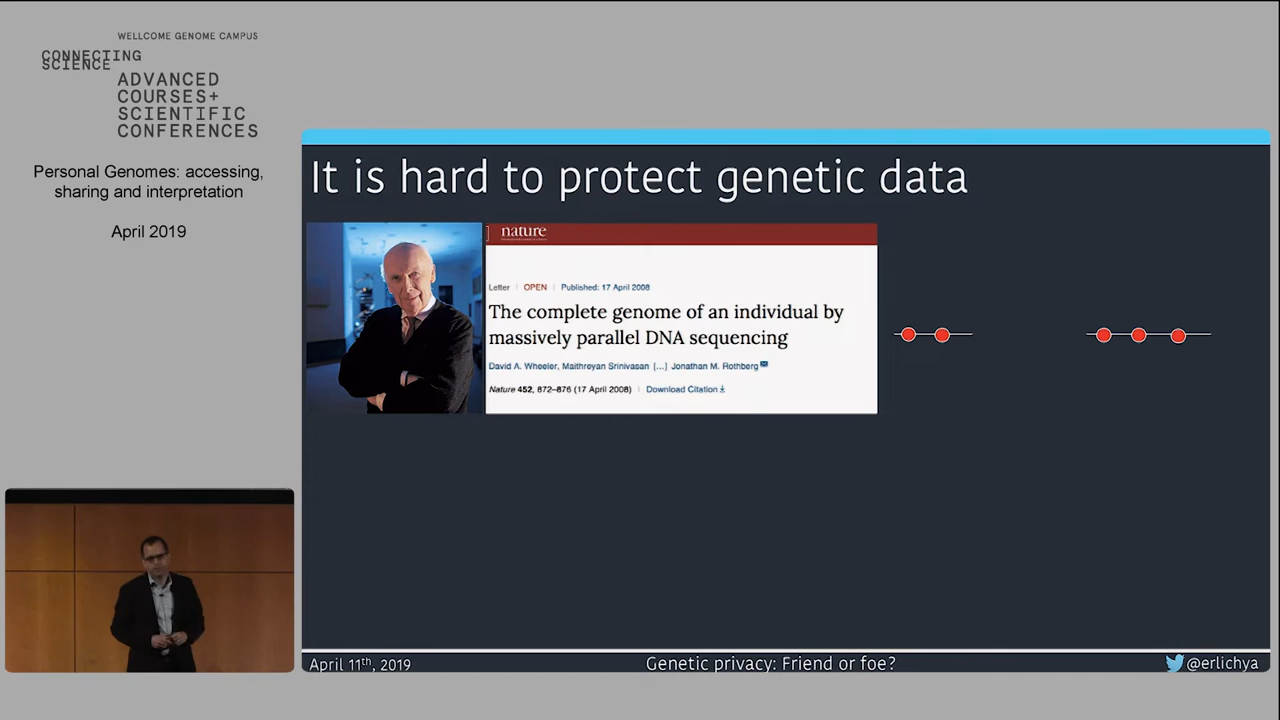 WELLCOME GENOME CAMPUS
CONNECTING
SCIENCE
ADVANCED
COURSES+
SCIENTIFIC
CONFERENCES
Personal Genomes: accessing,
sharing and interpretation
April 2019
It is hard to protect genetic data
nature
Letter | OPEN | Published: 17 April 2008
The complete genome of an individual by
massively parallel DNA sequencing
David A. Wheeler, Maithreyan Srinivasan [...] Jonathan M. Rothberg
Nature 452, 872–876 (17 April 2008) | Download Citation
April 11th, 2019
Genetic privacy: Friend or foe?
@erlichya